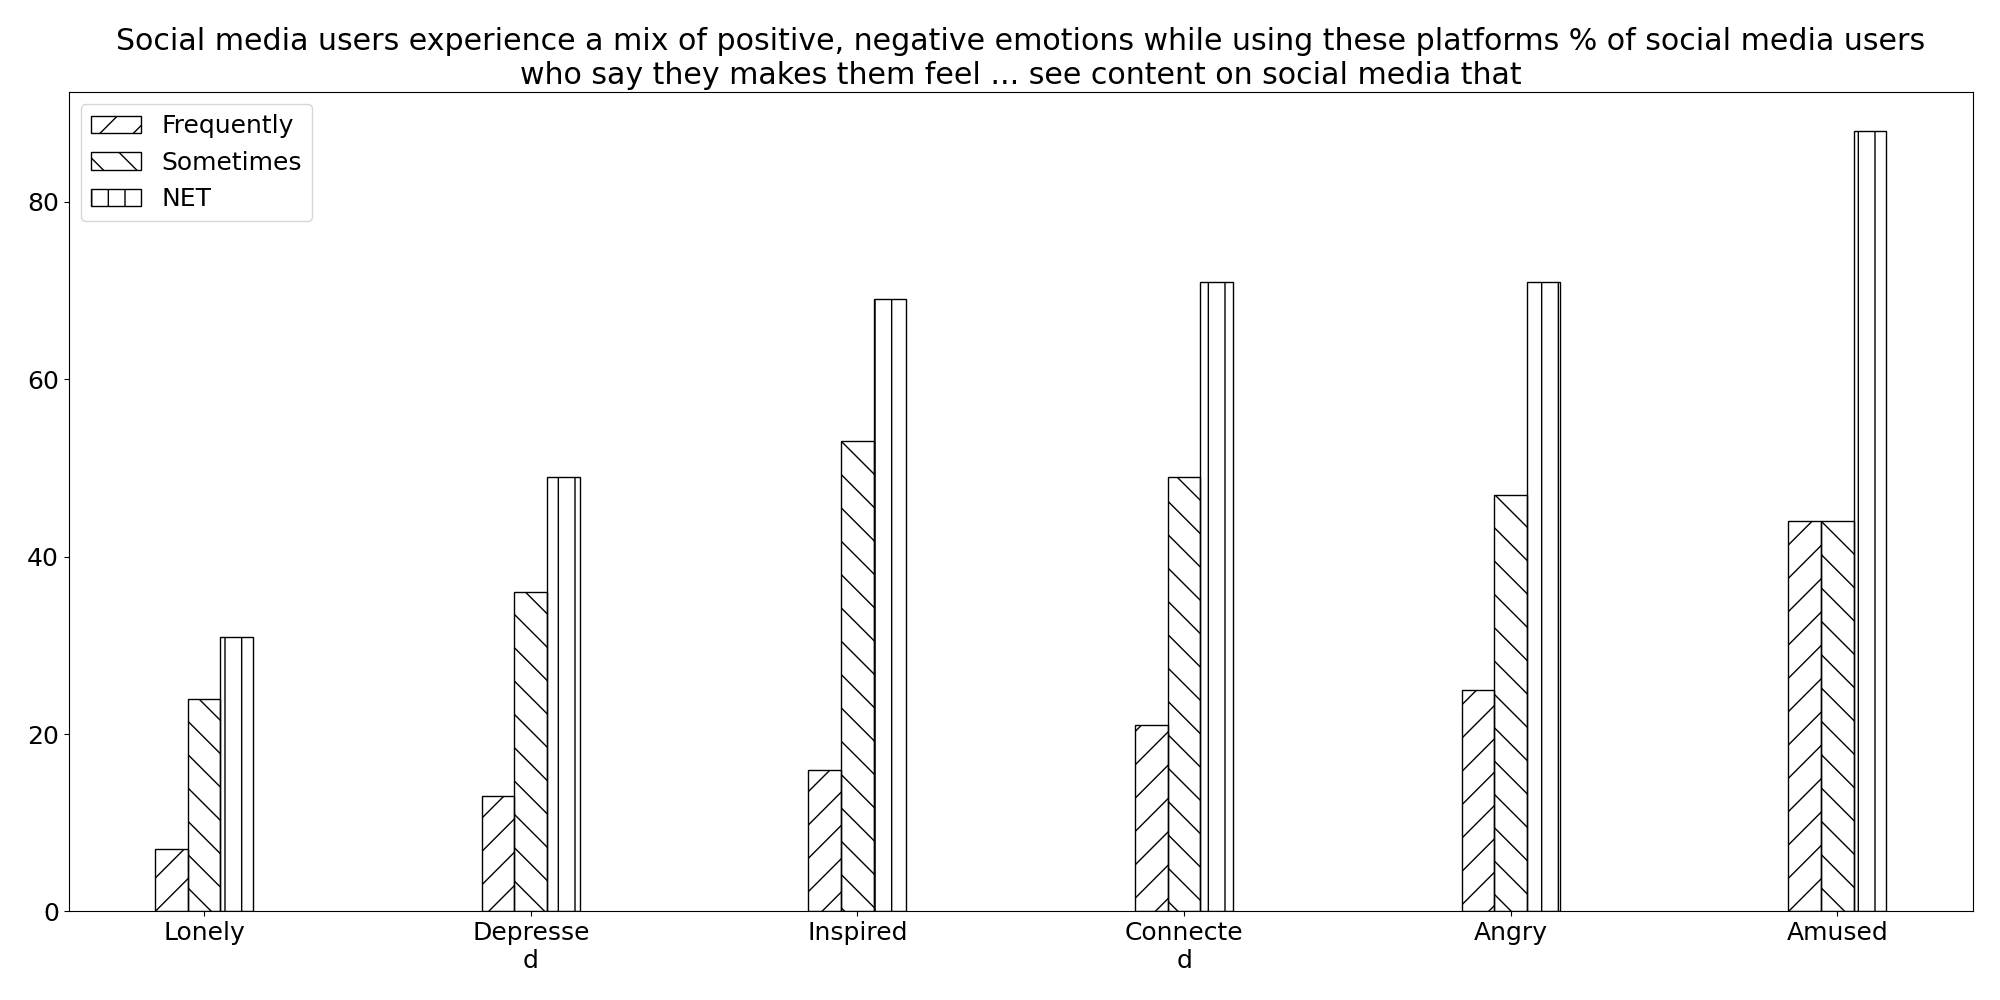 Social media users experience a mix of positive, negative emotions while using these platforms % of social media users
who say they makes them feel ... see content on social media that
Frequently
Sometimes
NET
80
60
40
20
0
Lonely
Depresse
d
Inspired
Connecte
d
Angry
Amused